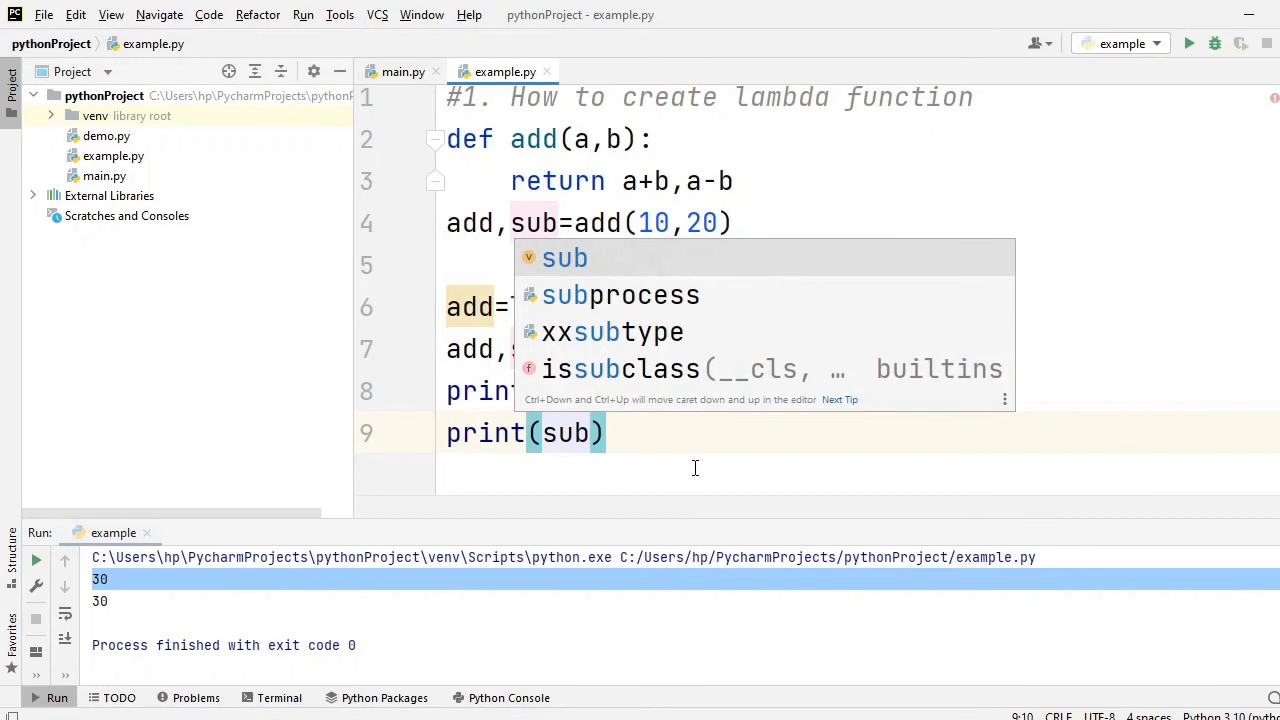 PC File Edit View Navigate Code Refactor Run Tools VCS Window Help pythonProject - example.py
pythonProject example.py example
Project main.py example.py
Project
pythonProject C:\Users\hp\PycharmProjects\pythonP
venv library root
demo.py
example.py
main.py
External Libraries
Scratches and Consoles
1 #1. How to create lambda function
2 def add(a,b):
3 return a+b,a-b
4 add,sub=add(10,20)
5
6 add=
7 add,
8 prin
9 print(sub)
v sub
subprocess
xxsubtype
f issubclass(__cls, … builtins
Ctrl+Down and Ctrl+Up will move caret down and up in the editor Next Tip
Structure
Favorites
Run: example
C:\Users\hp\PycharmProjects\pythonProject\venv\Scripts\python.exe C:/Users/hp/PycharmProjects/pythonProject/example.py
30
30
Process finished with exit code 0
Run TODO Problems Terminal Python Packages Python Console
9:10 CRLF UTF-8 4 spaces Python 3.10 (pytho